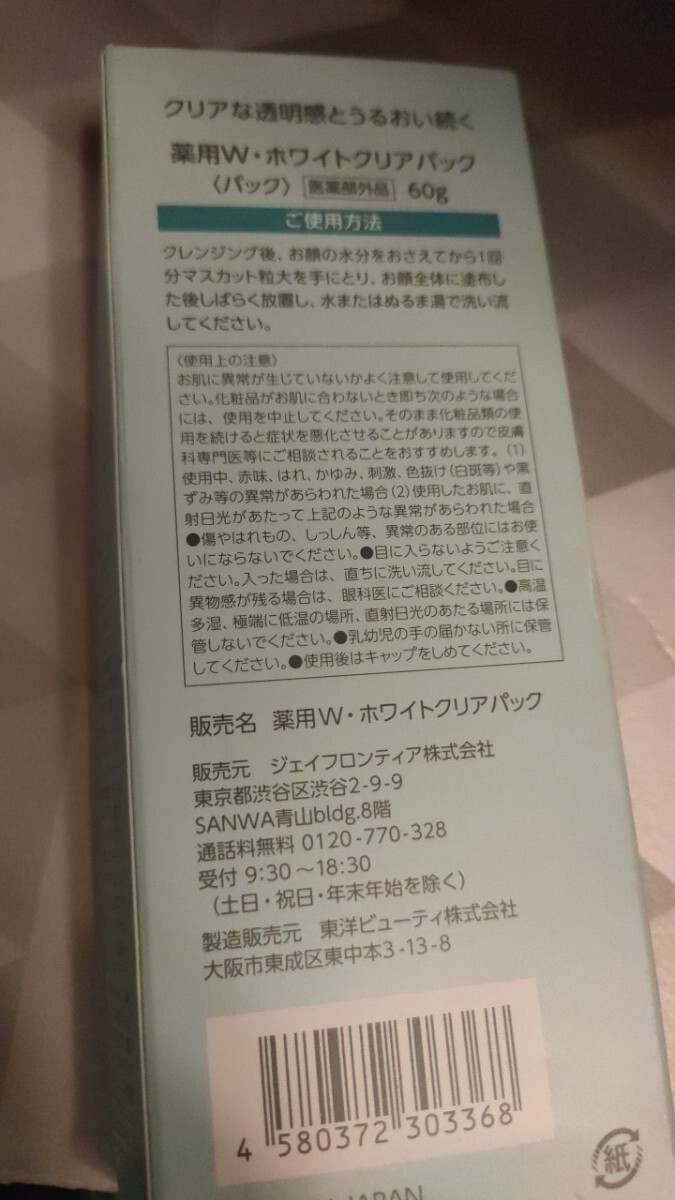 クリアな透明感とうるおい続く
薬用W・ホワイトクリアパック
〈パック〉 医薬部外品 60g
ご使用方法
クレンジング後、お顔の水分をおさえてから1回
分マスカット粒大を手にとり、お顔全体に塗布し
た後しばらく放置し、水またはぬるま湯で洗い流
してください。
〈使用上の注意〉
お肌に異常が生じていないかよく注意して使用してくだ
さい。化粧品がお肌に合わないとき即ち次のような場合
には、使用を中止してください。そのまま化粧品類の使
用を続けると症状を悪化させることがありますので皮膚
科専門医等にご相談されることをおすすめします。(1)
使用中、赤味、はれ、かゆみ、刺激、色抜け(白斑等)や黒
ずみ等の異常があらわれた場合(2)使用したお肌に、直
射日光があたって上記のような異常があらわれた場合
●傷やはれもの、しっしん等、異常のある部位にはお使
いにならないでください。●目に入らないようご注意く
ださい。入った場合は、直ちに洗い流してください。目に
異物感が残る場合は、眼科医にご相談ください。●高温
多湿、極端に低温の場所、直射日光のあたる場所には保
管しないでください。●乳幼児の手の届かない所に保管
してください。●使用後はキャップをしめてください。
販売名 薬用W・ホワイトクリアパック
販売元 ジェイフロンティア株式会社
東京都渋谷区渋谷2-9-9
SANWA青山bldg.8階
通話料無料 0120-770-328
受付 9:30～18:30
(土日・祝日・年末年始を除く)
製造販売元 東洋ビューティ株式会社
大阪市東成区東中本3-13-8
4 580372 303368
紙
JAPAN